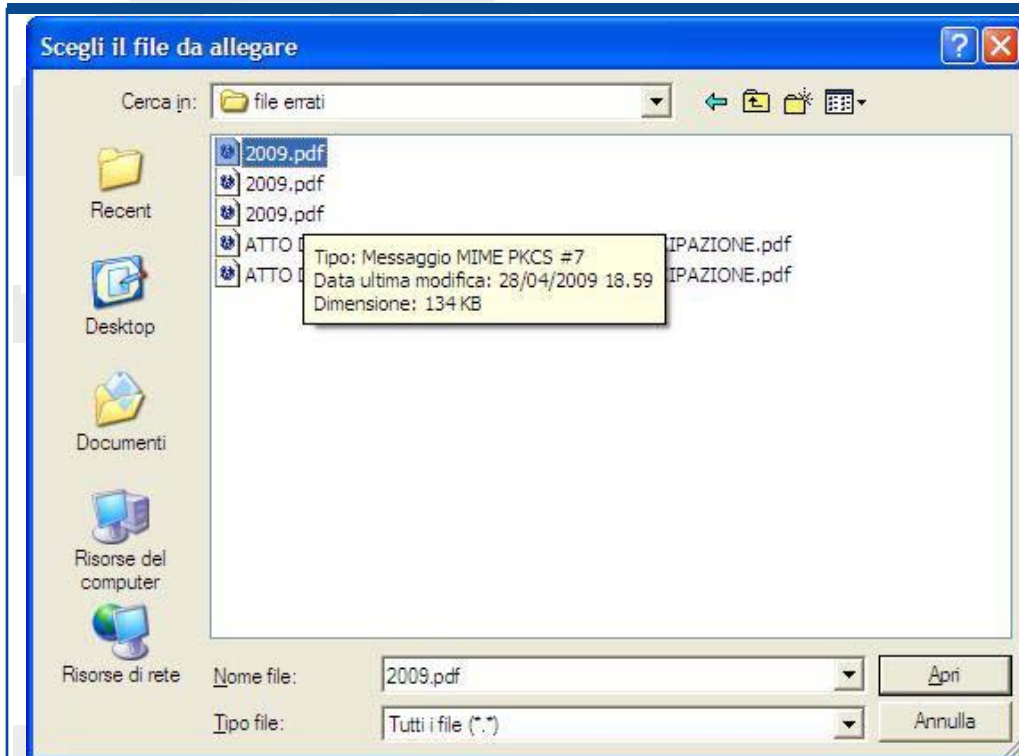 Scegli il file da allegare
Cerca in: file errati
2009.pdf
2009.pdf
2009.pdf
ATTO D IPAZIONE.pdf
ATTO D IPAZIONE.pdf
Tipo: Messaggio MIME PKCS #7
Data ultima modifica: 28/04/2009 18.59
Dimensione: 134 KB
Recent
Desktop
Documenti
Risorse del
computer
Risorse di rete
Nome file: 2009.pdf Apri
Tipo file: Tutti i file (*.*) Annulla